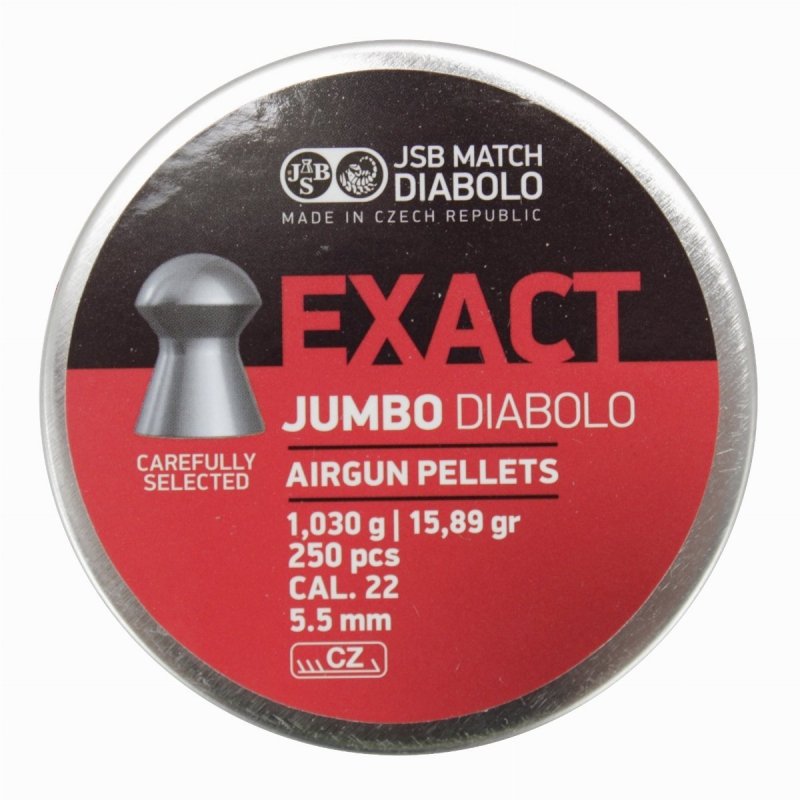 JSB
JSB MATCH
DIABOLO
MADE IN CZECH REPUBLIC
EXACT
JUMBO DIABOLO
CAREFULLY
SELECTED
AIRGUN PELLETS
1,030 g | 15,89 gr
250 pcs
CAL. 22
5.5 mm
CZ